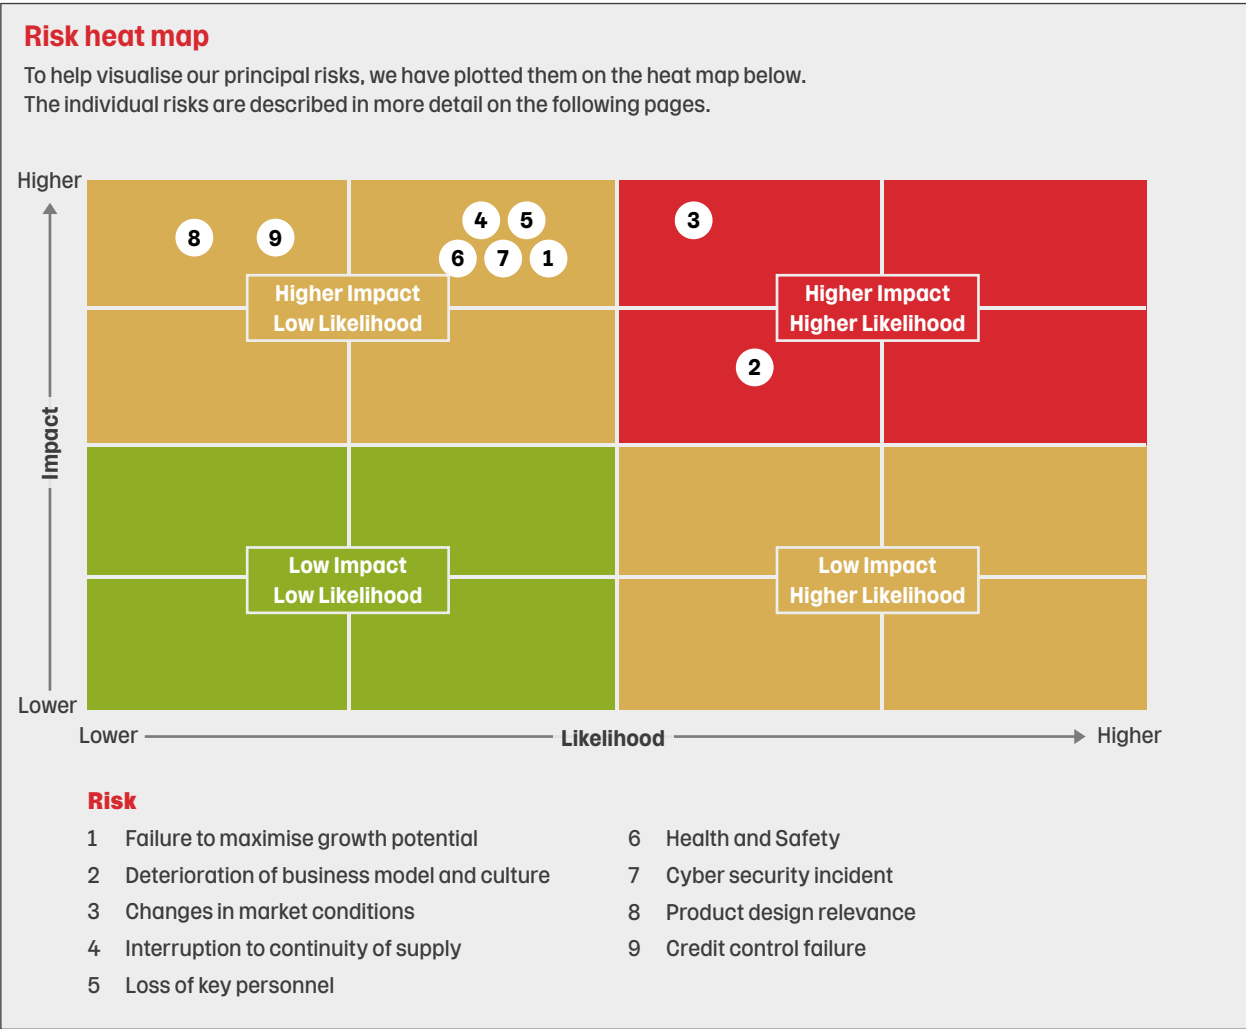 Risk heat map
To help visualise our principal risks, we have plotted them on the heat map below.
The individual risks are described in more detail on the following pages.
Higher
4 5
3
8 9
6 7 1
Higher Impact
Low Likelihood
Higher Impact
Higher Likelihood
2
Impact
Low Impact
Low Likelihood
Low Impact
Higher Likelihood
Lower
Lower Likelihood Higher
Risk
1 Failure to maximise growth potential
2 Deterioration of business model and culture
3 Changes in market conditions
4 Interruption to continuity of supply
5 Loss of key personnel
6 Health and Safety
7 Cyber security incident
8 Product design relevance
9 Credit control failure